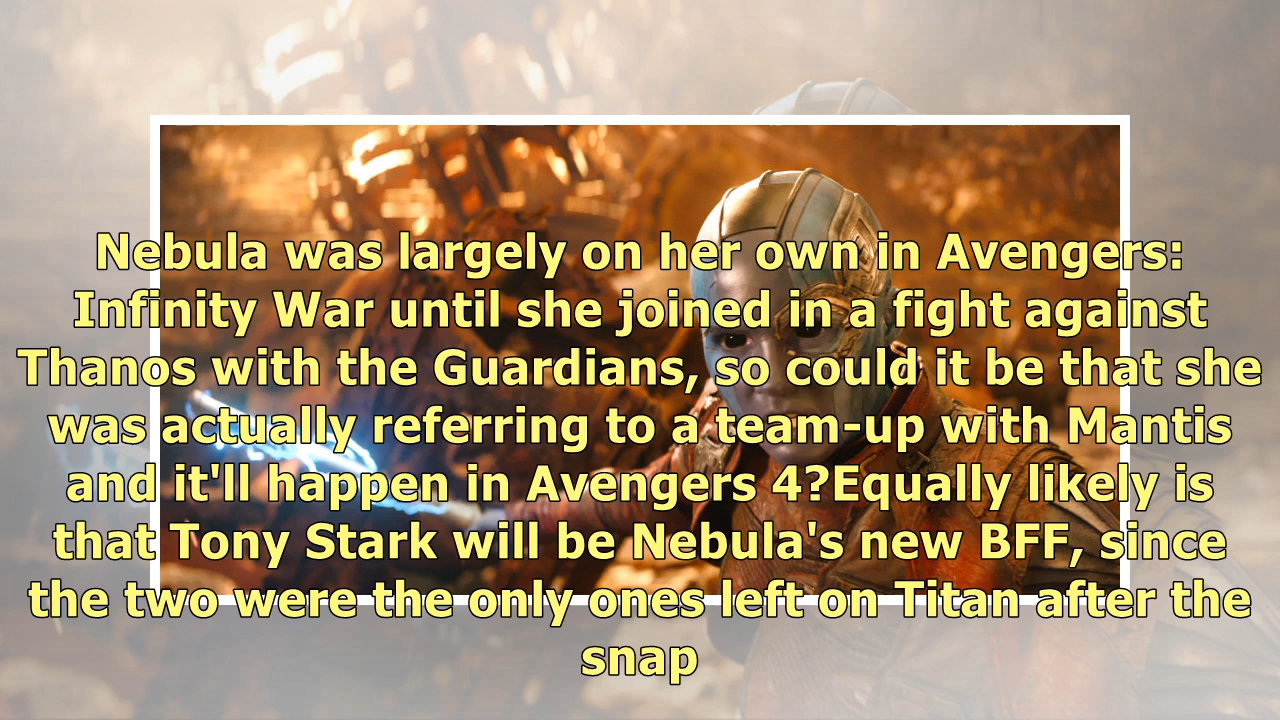 Nebula was largely on her own in Avengers:
Infinity War until she joined in a fight against
Thanos with the Guardians, so could it be that she
was actually referring to a team-up with Mantis
and it'll happen in Avengers 4?Equally likely is
that Tony Stark will be Nebula's new BFF, since
the two were the only ones left on Titan after the
snap